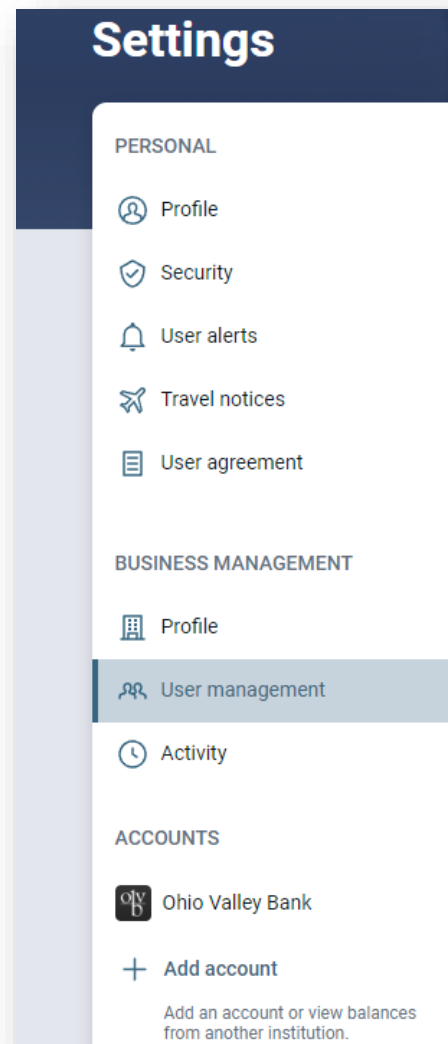 Settings
PERSONAL
Profile
Security
User alerts
Travel notices
User agreement
BUSINESS MANAGEMENT
Profile
User management
Activity
ACCOUNTS
ovb
Ohio Valley Bank
Add account
Add an account or view balances
from another institution.